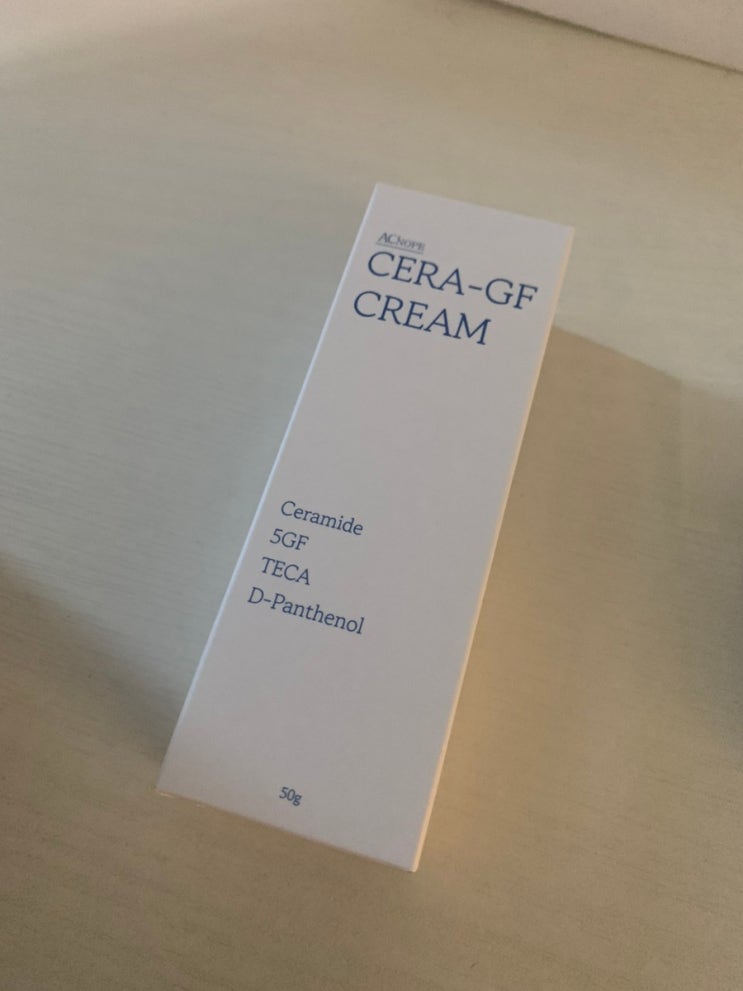 ACNOPE
CERA-GF
CREAM
Ceramide
5GF
TECA
D-Panthenol
50g